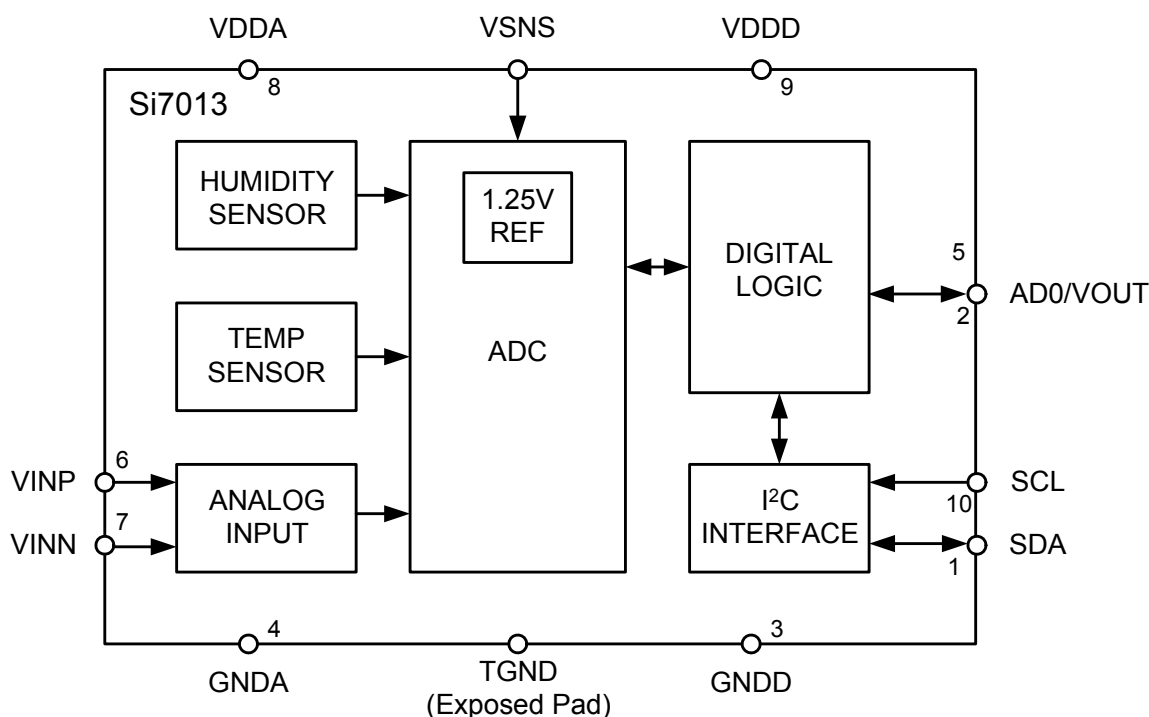 VDDA
VSNS
VDDD
8
9
Si7013
HUMIDITY
SENSOR
1.25V
REF
DIGITAL
LOGIC
5
AD0/VOUT
2
TEMP
SENSOR
ADC
6
VINP
ANALOG
INPUT
I²C
INTERFACE
SCL
10
7
VINN
SDA
1
4
3
GNDA
TGND
(Exposed Pad)
GNDD